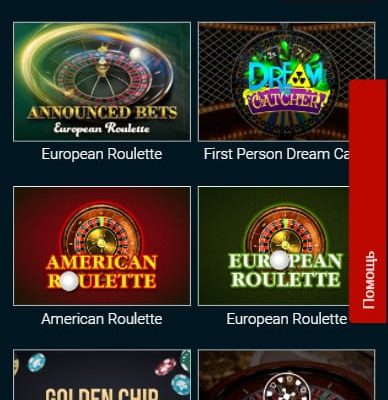 ANNOUNCED BETS
European Roulette
DREAM
CATCHER
European Roulette
First Person Dream Ca
AMERICAN
ROULETTE
EUROPEAN
ROULETTE
American Roulette
European Roulette
Помощь
GOLDEN CHIP